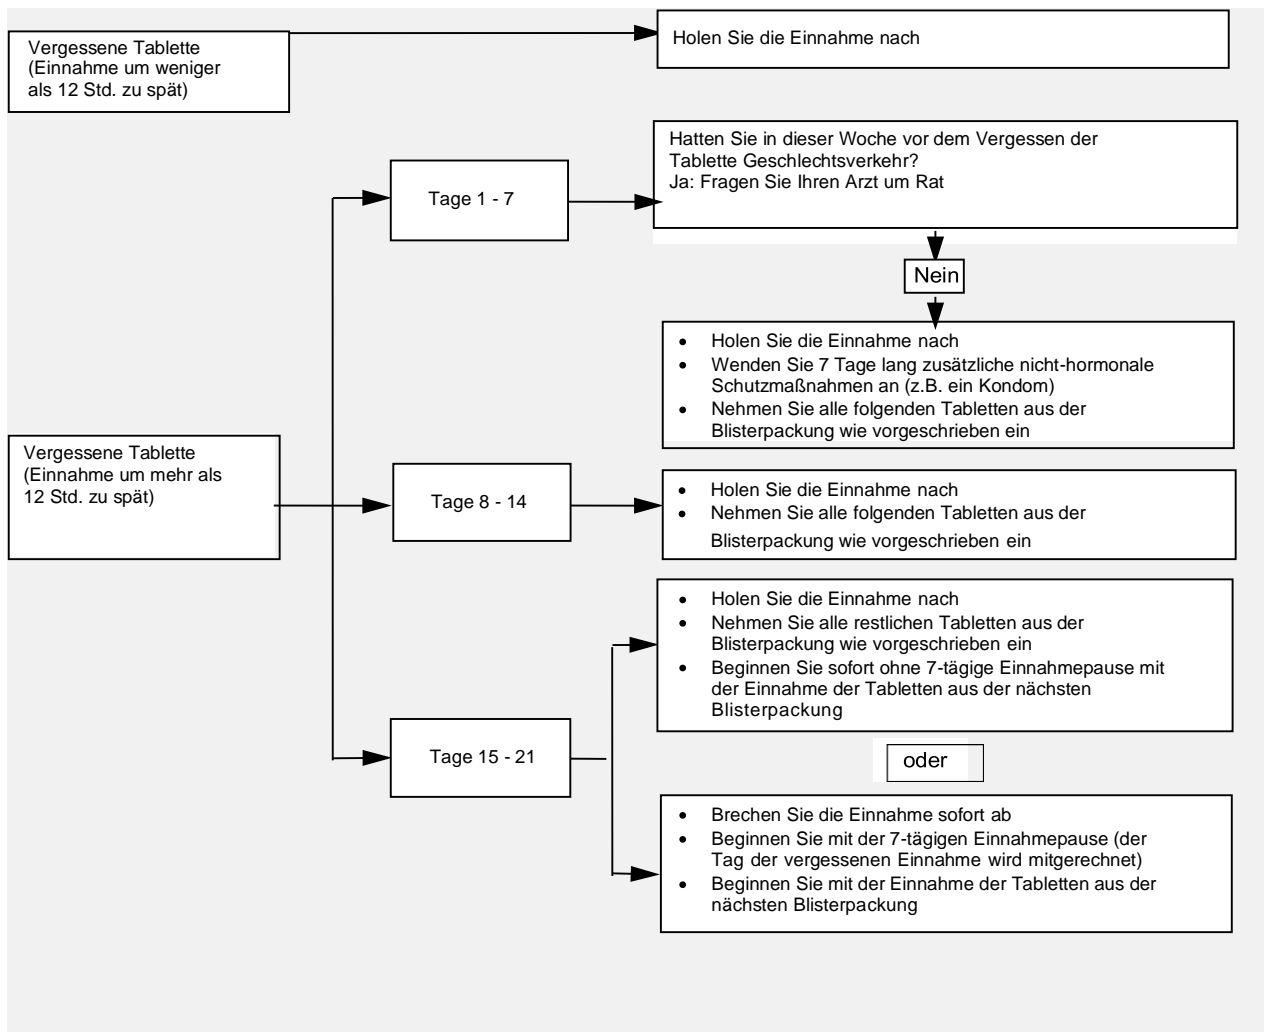 Vergessene Tablette
(Einnahme um weniger
als 12 Std. zu spät)
Holen Sie die Einnahme nach
Hatten Sie in dieser Woche vor dem Vergessen der
Tablette Geschlechtsverkehr?
Ja: Fragen Sie Ihren Arzt um Rat
Tage 1 - 7
Nein
• Holen Sie die Einnahme nach
• Wenden Sie 7 Tage lang zusätzliche nicht-hormonale
Schutzmaßnahmen an (z.B. ein Kondom)
• Nehmen Sie alle folgenden Tabletten aus der
Blisterpackung wie vorgeschrieben ein
Vergessene Tablette
(Einnahme um mehr als
12 Std. zu spät)
Tage 8 - 14
• Holen Sie die Einnahme nach
• Nehmen Sie alle folgenden Tabletten aus der
Blisterpackung wie vorgeschrieben ein
• Holen Sie die Einnahme nach
• Nehmen Sie alle restlichen Tabletten aus der
Blisterpackung wie vorgeschrieben ein
• Beginnen Sie sofort ohne 7-tägige Einnahmepause mit
der Einnahme der Tabletten aus der nächsten
Blisterpackung
Tage 15 - 21
oder
• Brechen Sie die Einnahme sofort ab
• Beginnen Sie mit der 7-tägigen Einnahmepause (der
Tag der vergessenen Einnahme wird mitgerechnet)
• Beginnen Sie mit der Einnahme der Tabletten aus der
nächsten Blisterpackung